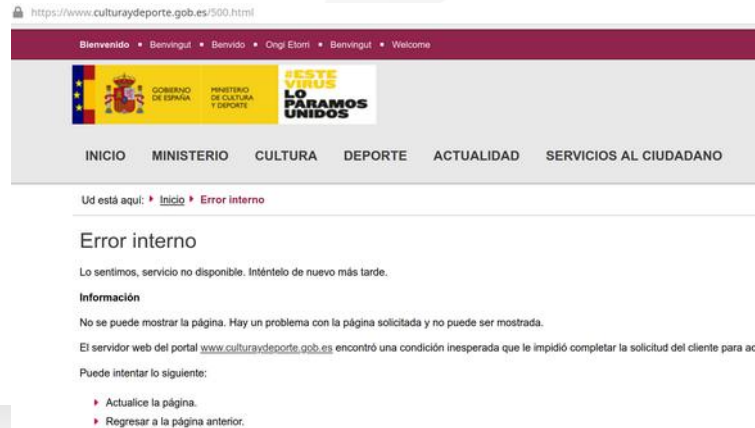 https://www.culturaydeporte.gob.es/500.html
Bienvenido • Benvingut • Benvido • Ongi Etorri • Benvingut • Welcome
GOBIERNO DE ESPAÑA
MINISTERIO DE CULTURA Y DEPORTE
#ESTE
VIRUS
LO
PARAMOS
UNIDOS
INICIO MINISTERIO CULTURA DEPORTE ACTUALIDAD SERVICIOS AL CIUDADANO
Ud está aquí: Inicio Error interno
Error interno
Lo sentimos, servicio no disponible. Inténtelo de nuevo más tarde.
Información
No se puede mostrar la página. Hay un problema con la página solicitada y no puede ser mostrada.
El servidor web del portal www.culturaydeporte.gob.es encontró una condición inesperada que le impidió completar la solicitud del cliente para ac
Puede intentar lo siguiente:
Actualice la página.
Regresar a la página anterior.